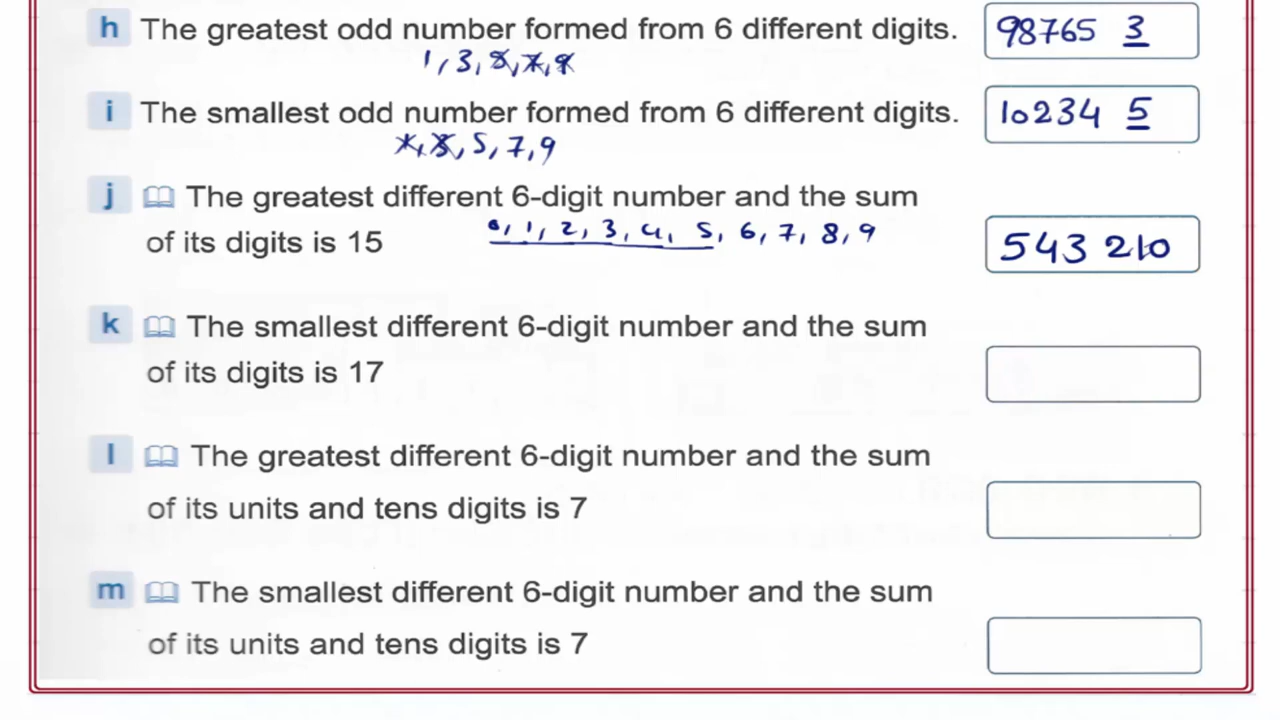 h The greatest odd number formed from 6 different digits. 98765 3
1, 3, 5, 7, 9
i The smallest odd number formed from 6 different digits. 10234 5
1, 3, 5, 7, 9
j The greatest different 6-digit number and the sum
0, 1, 2, 3, 4, 5, 6, 7, 8, 9
of its digits is 15 543 210
k The smallest different 6-digit number and the sum
of its digits is 17
l The greatest different 6-digit number and the sum
of its units and tens digits is 7
m The smallest different 6-digit number and the sum
of its units and tens digits is 7